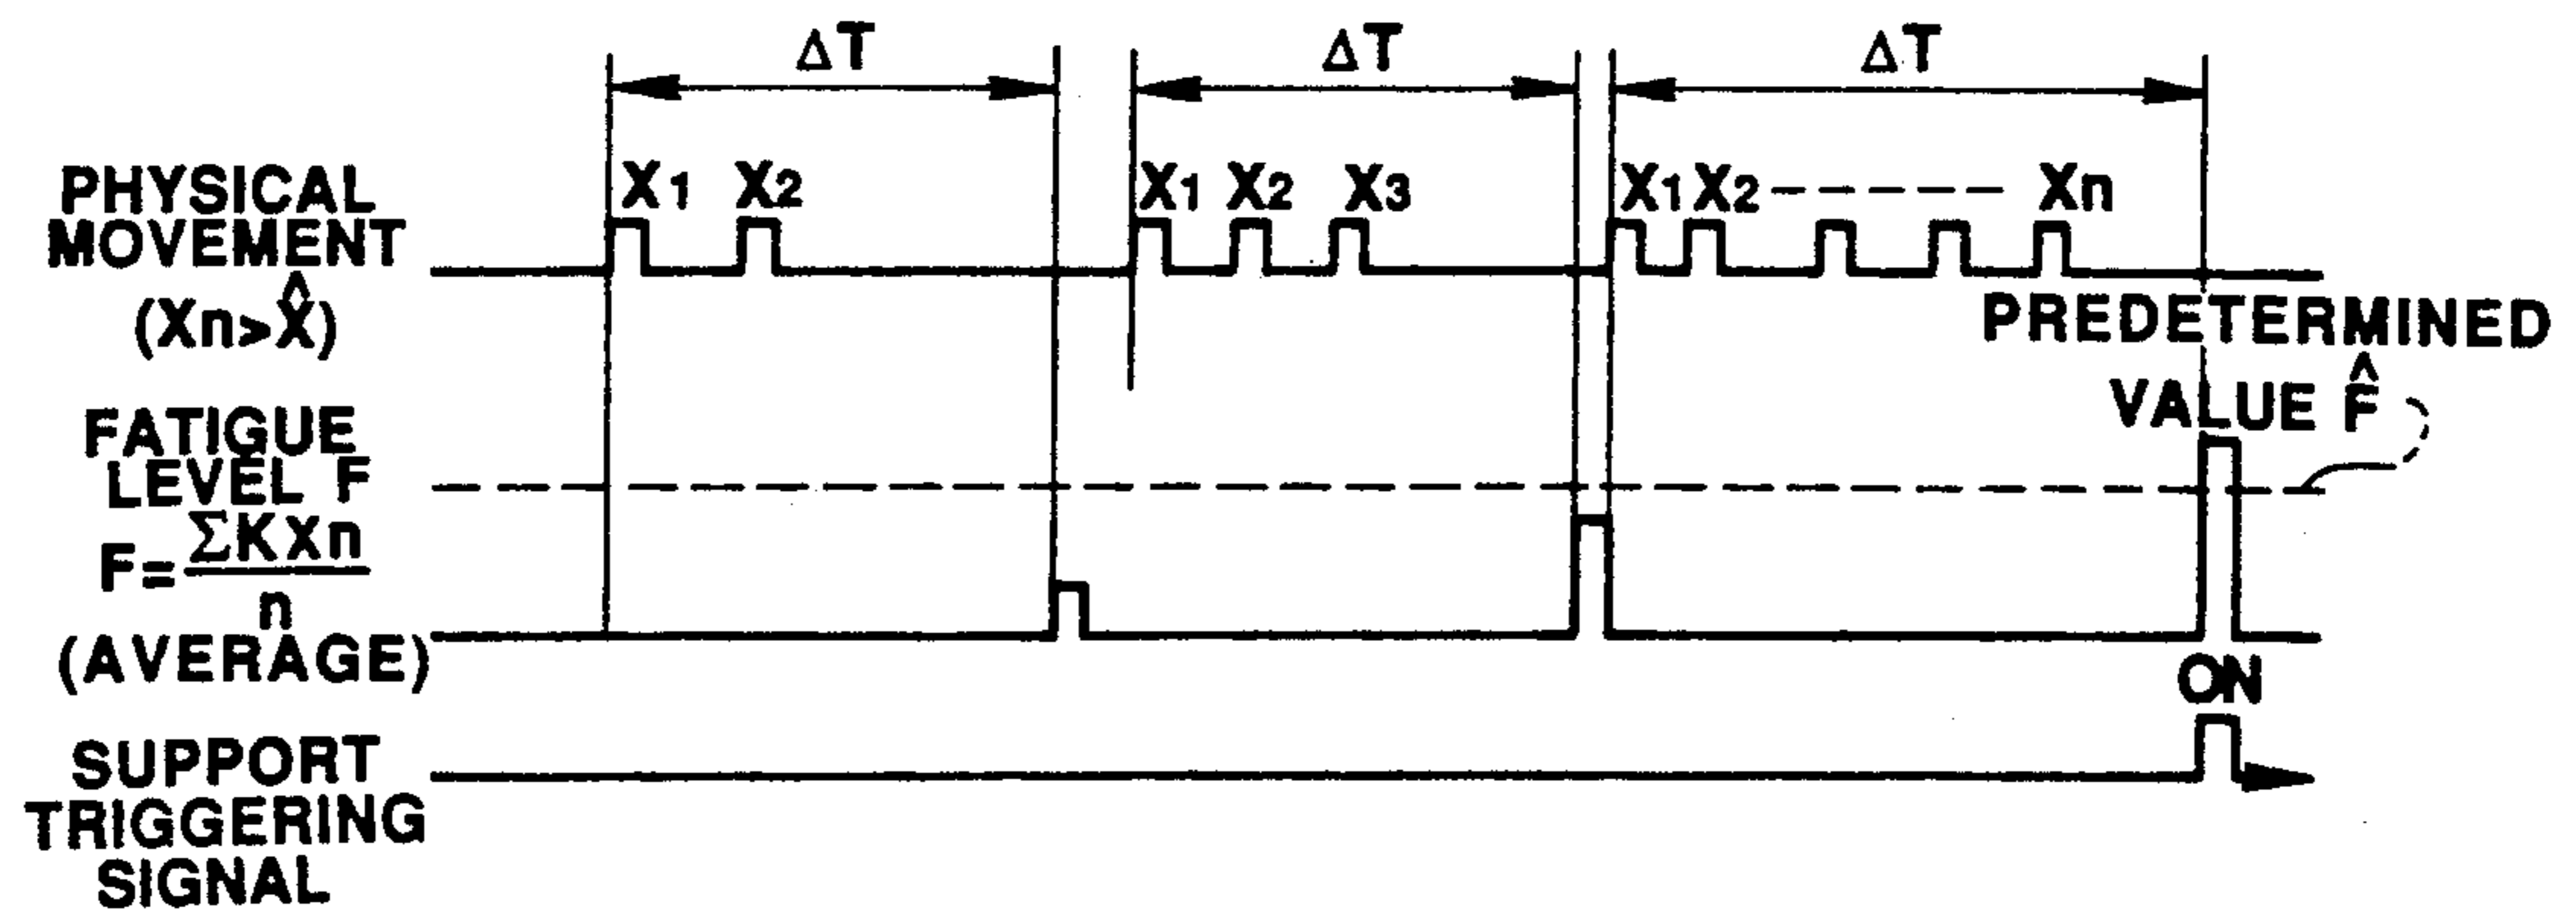 ΔT ΔT ΔT
PHYSICAL
MOVEMENT
(Xn>X̂)
X1 X2 X1 X2 X3 X1 X2 ----- Xn
PREDETERMINED
VALUE F̂
FATIGUE
LEVEL F
F=ΣKXn/n
(AVERAGE)
ON
SUPPORT
TRIGGERING
SIGNAL